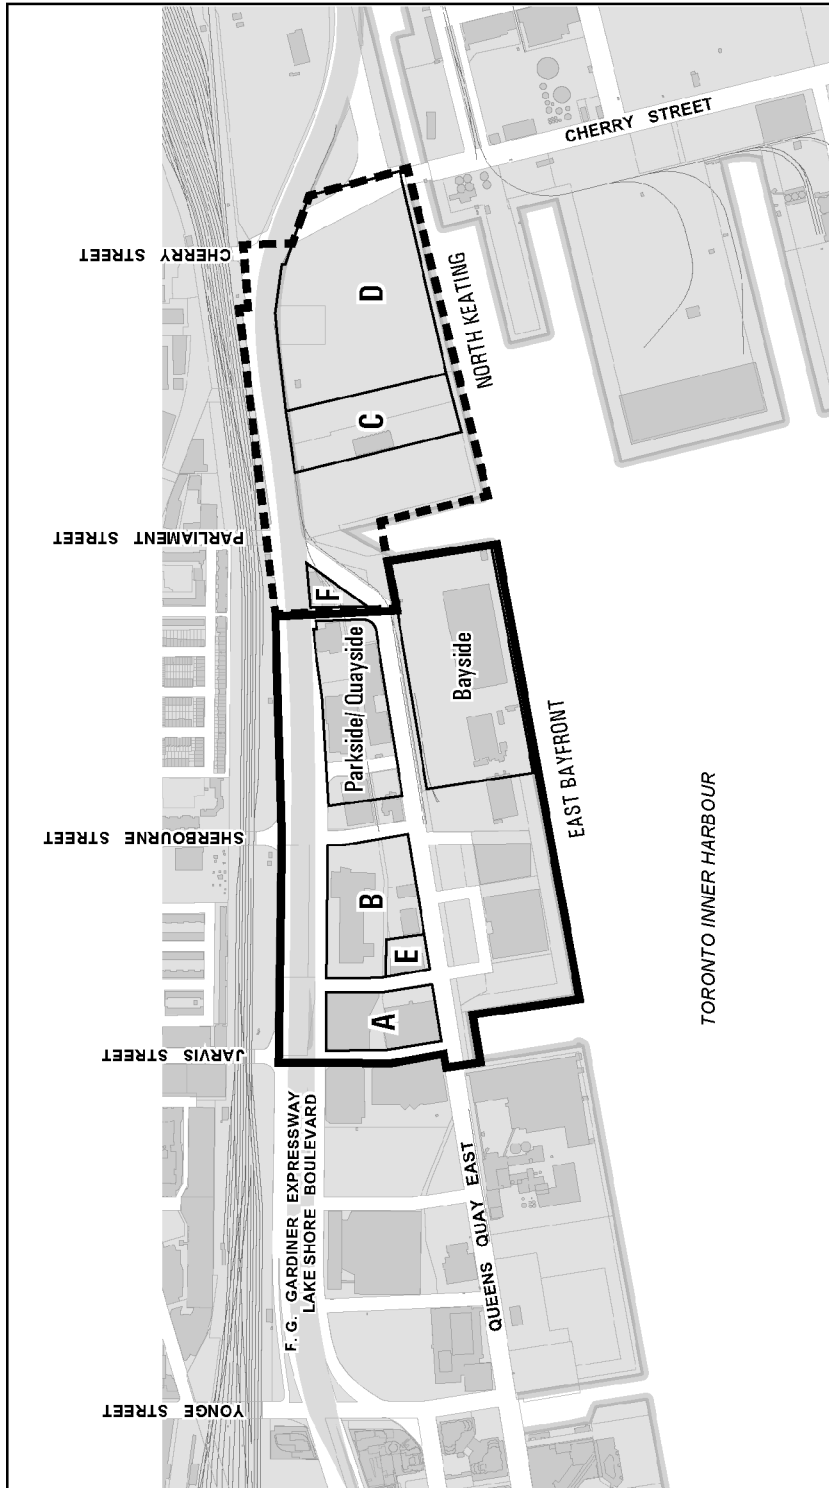 YONGE STREET
JARVIS STREET
SHERBOURNE STREET
PARLIAMENT STREET
CHERRY STREET
F. G. GARDINER EXPRESSWAY
LAKE SHORE BOULEVARD
QUEENS QUAY EAST
CHERRY STREET
A
B
E
Parkside/ Quayside
F
C
D
Bayside
NORTH KEATING
EAST BAYFRONT
TORONTO INNER HARBOUR